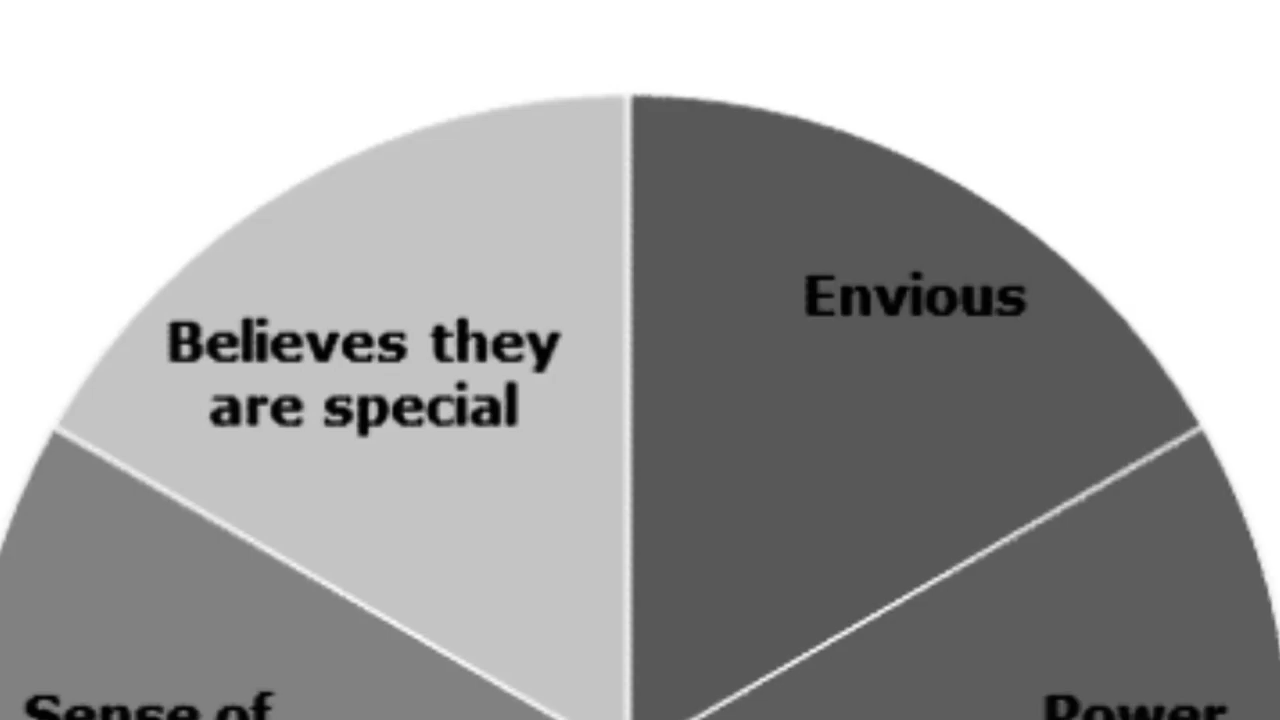 Envious
Believes they
are special
Sense of
Power